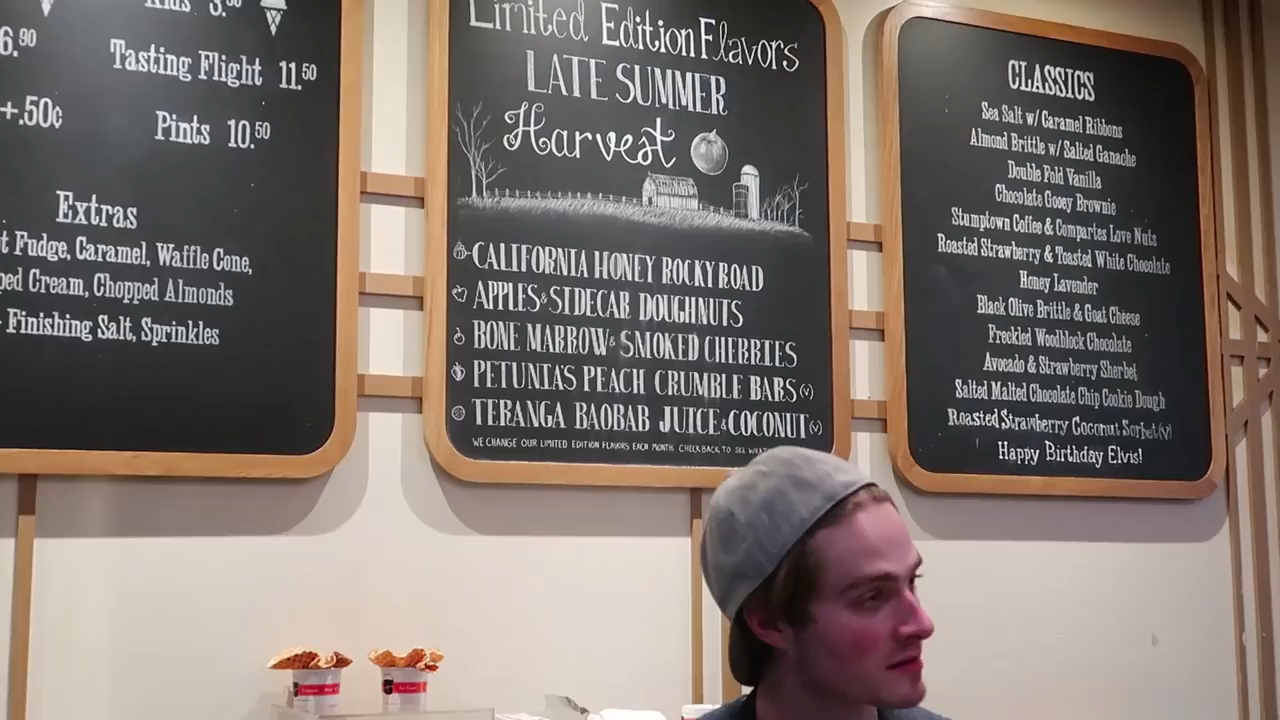 Kids 3.
6.90
Tasting Flight 11.50
+.50¢
Pints 10.50
Extras
Fudge, Caramel, Waffle Cone,
Cream, Chopped Almonds
Finishing Salt, Sprinkles
Limited Edition Flavors
LATE SUMMER
Harvest
CALIFORNIA HONEY ROCKY ROAD
APPLES & SIDECAR DOUGHNUTS
BONE MARROW & SMOKED CHERRIES
PETUNIA'S PEACH CRUMBLE BARS (v)
TERANGA BAOBAB JUICE & COCONUT (v)
WE CHANGE OUR LIMITED EDITION FLAVORS EACH MONTH. CHECK BACK TO SEE WHAT
CLASSICS
Sea Salt w/ Caramel Ribbons
Almond Brittle w/ Salted Ganache
Double Fold Vanilla
Chocolate Gooey Brownie
Stumptown Coffee & Compartes Love Nuts
Roasted Strawberry & Toasted White Chocolate
Honey Lavender
Black Olive Brittle & Goat Cheese
Freckled Woodblock Chocolate
Avocado & Strawberry Sherbet
Salted Malted Chocolate Chip Cookie Dough
Roasted Strawberry Coconut Sorbet (v)
Happy Birthday Elvis!